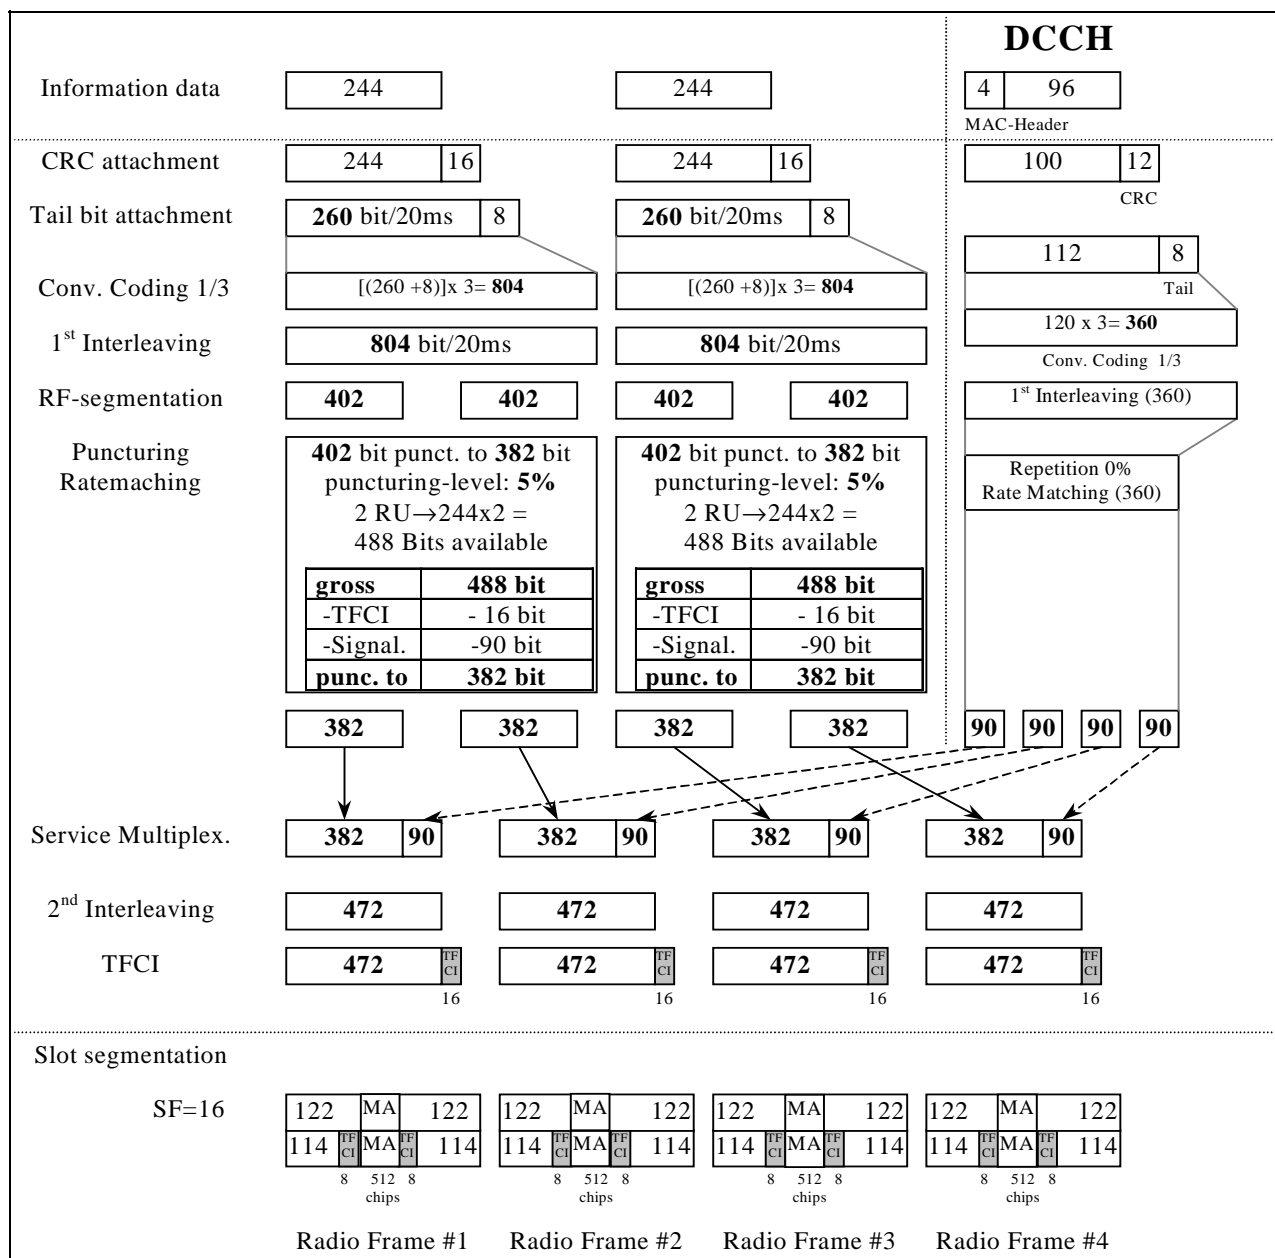 DCCH
Information data 244 244 4 96
MAC-Header
CRC attachment 244 16 244 16 100 12
CRC
Tail bit attachment 260 bit/20ms 8 260 bit/20ms 8
112 8
Tail
Conv. Coding 1/3 [(260 +8)]x 3= 804 [(260 +8)]x 3= 804
120 x 3= 360
Conv. Coding 1/3
1st Interleaving 804 bit/20ms 804 bit/20ms
RF-segmentation 402 402 402 402 1st Interleaving (360)
Puncturing
Ratemaching
402 bit punct. to 382 bit
puncturing-level: 5%
2 RU→244x2 =
488 Bits available
gross 488 bit
-TFCI - 16 bit
-Signal. -90 bit
punc. to 382 bit
402 bit punct. to 382 bit
puncturing-level: 5%
2 RU→244x2 =
488 Bits available
gross 488 bit
-TFCI - 16 bit
-Signal. -90 bit
punc. to 382 bit
Repetition 0%
Rate Matching (360)
382 382 382 382 90 90 90 90
Service Multiplex. 382 90 382 90 382 90 382 90
2nd Interleaving 472 472 472 472
TFCI 472 TF CI 472 TF CI 472 TF CI 472 TF CI
16 16 16 16
Slot segmentation
SF=16 122 MA 122 122 MA 122 122 MA 122 122 MA 122
114 TF CI MA TF CI 114 114 TF CI MA TF CI 114 114 TF CI MA TF CI 114 114 TF CI MA TF CI 114
8 512 8 8 512 8 8 512 8 8 512 8
chips chips chips chips
Radio Frame #1 Radio Frame #2 Radio Frame #3 Radio Frame #4